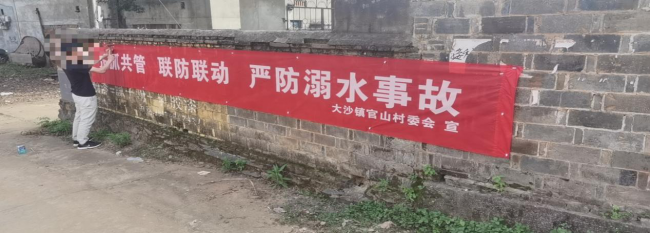 共管 联防联动 严防溺水事故
大沙镇官山村委会 宣